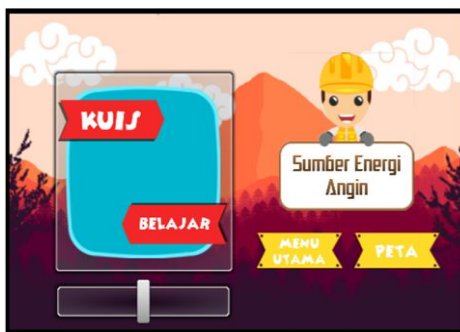 KUIS
BELAJAR
Sumber Energi
Angin
MENU
UTAMA
PETA